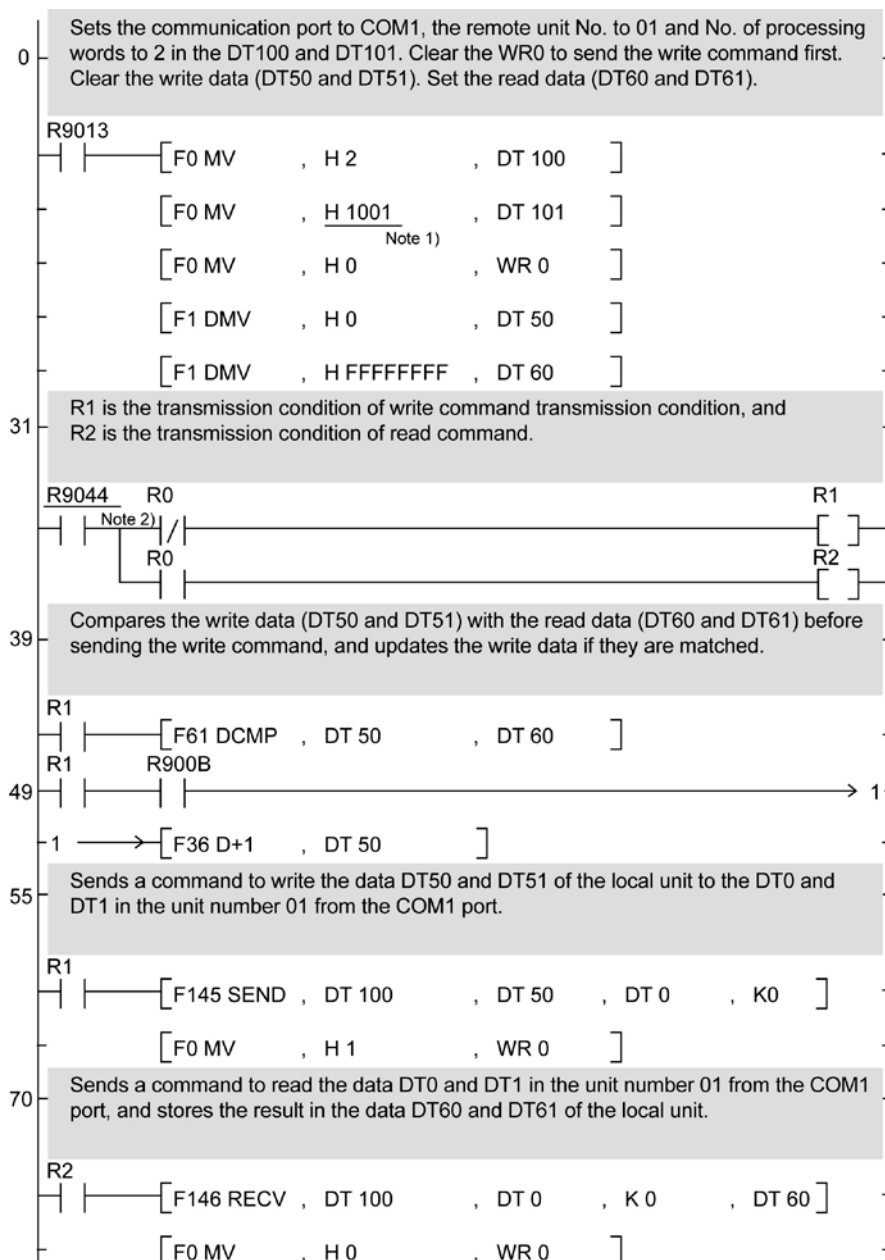 Sets the communication port to COM1, the remote unit No. to 01 and No. of processing
0 words to 2 in the DT100 and DT101. Clear the WR0 to send the write command first.
Clear the write data (DT50 and DT51). Set the read data (DT60 and DT61).
R9013
[F0 MV , H 2 , DT 100 ]
[F0 MV , H 1001 , DT 101 ]
Note 1)
[F0 MV , H 0 , WR 0 ]
[F1 DMV , H 0 , DT 50 ]
[F1 DMV , H FFFFFFFF , DT 60 ]
R1 is the transmission condition of write command transmission condition, and
31 R2 is the transmission condition of read command.
R9044 R0 R1
Note 2)
R0 R2
Compares the write data (DT50 and DT51) with the read data (DT60 and DT61) before
39 sending the write command, and updates the write data if they are matched.
R1
[F61 DCMP , DT 50 , DT 60 ]
R1 R900B
49 1
1 [F36 D+1 , DT 50 ]
Sends a command to write the data DT50 and DT51 of the local unit to the DT0 and
55 DT1 in the unit number 01 from the COM1 port.
R1
[F145 SEND , DT 100 , DT 50 , DT 0 , K0 ]
[F0 MV , H 1 , WR 0 ]
Sends a command to read the data DT0 and DT1 in the unit number 01 from the COM1
70 port, and stores the result in the data DT60 and DT61 of the local unit.
R2
[F146 RECV , DT 100 , DT 0 , K 0 , DT 60 ]
[F0 MV , H 0 , WR 0 ]